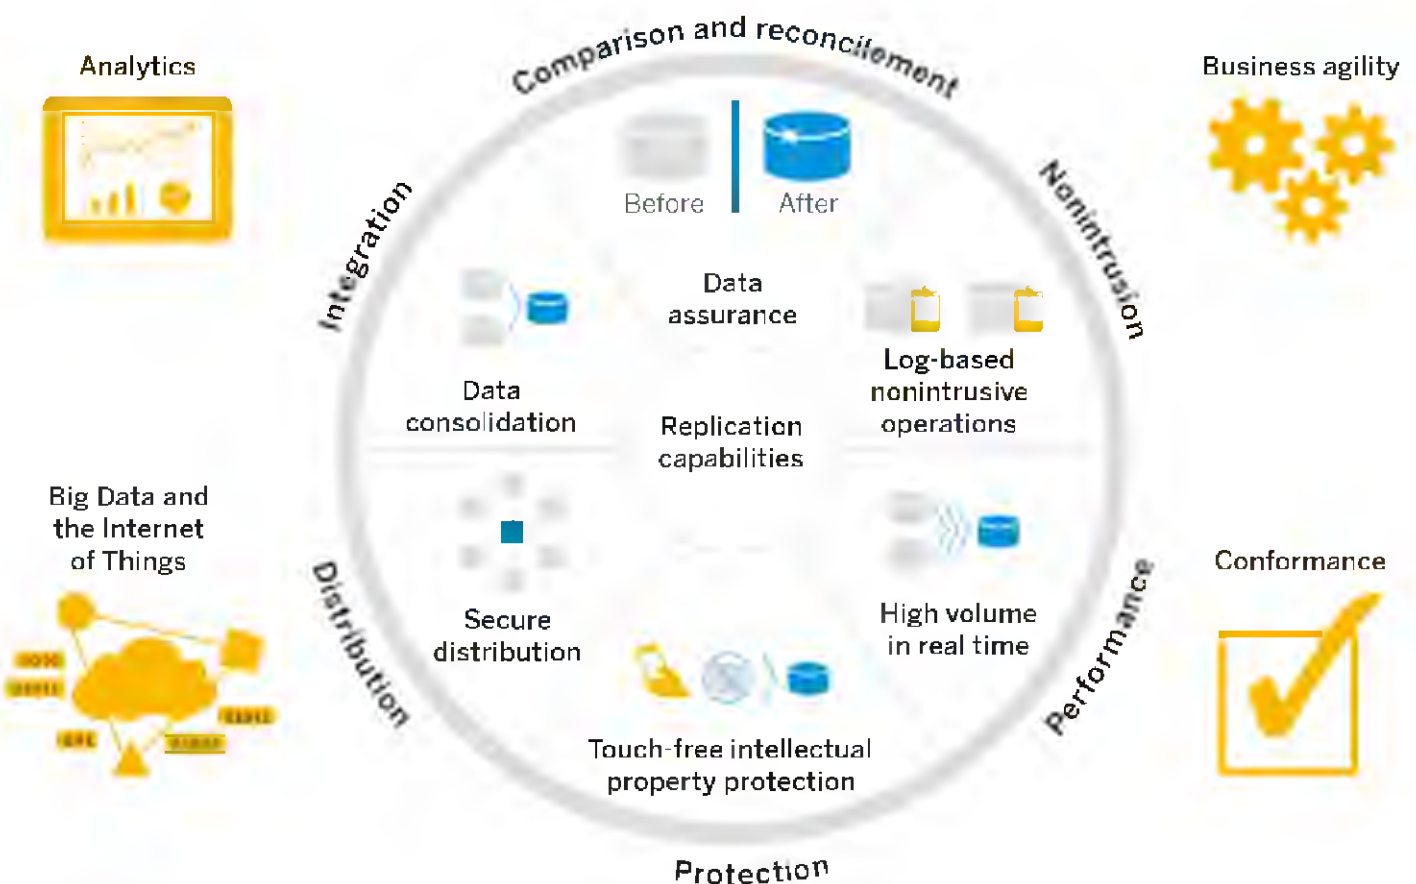 Comparison and reconcilement
Analytics
Business agility
Before
After
Integration
Nonintrusion
Data
assurance
Log-based
nonintrusive
operations
Data
consolidation
Replication
capabilities
Big Data and
the Internet
of Things
Distribution
Secure
distribution
High volume
in real time
Performance
Conformance
Touch-free intellectual
property protection
Protection